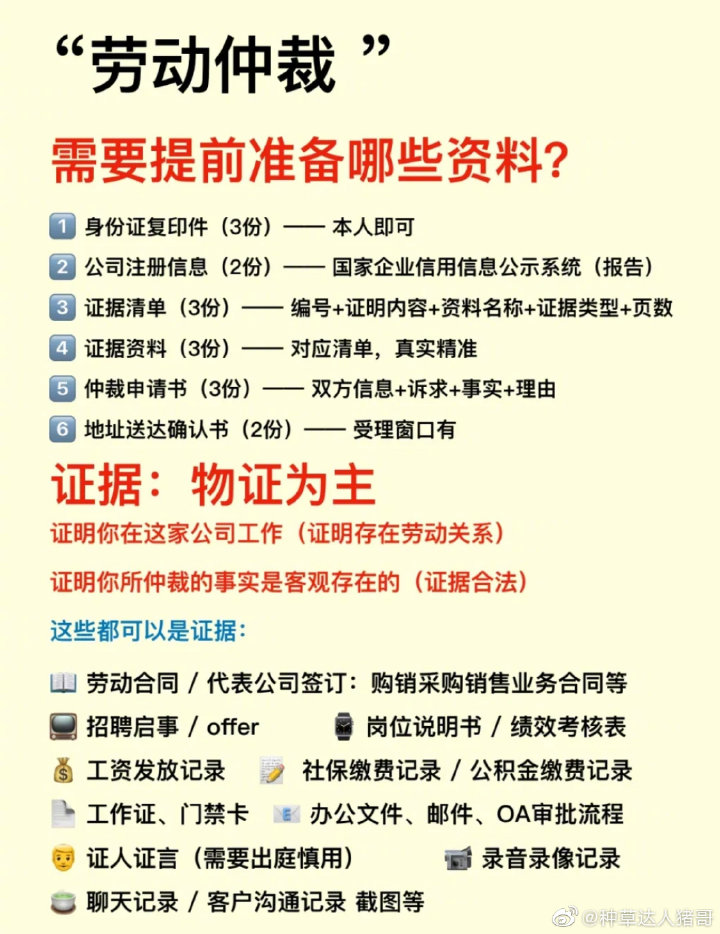 “劳动仲裁 ”
需要提前准备哪些资料？
1 身份证复印件（3份）—— 本人即可
2 公司注册信息（2份）—— 国家企业信用信息公示系统（报告）
3 证据清单（3份）—— 编号+证明内容+资料名称+证据类型+页数
4 证据资料（3份）—— 对应清单，真实精准
5 仲裁申请书（3份）—— 双方信息+诉求+事实+理由
6 地址送达确认书（2份）—— 受理窗口有
证据：物证为主
证明你在这家公司工作（证明存在劳动关系）
证明你所仲裁的事实是客观存在的（证据合法）
这些都可以是证据：
劳动合同 / 代表公司签订：购销采购销售业务合同等
招聘启事 / offer 岗位说明书 / 绩效考核表
工资发放记录 社保缴费记录 / 公积金缴费记录
工作证、门禁卡 办公文件、邮件、OA审批流程
证人证言（需要出庭慎用） 录音录像记录
聊天记录 / 客户沟通记录 截图等
@种草达人猪哥